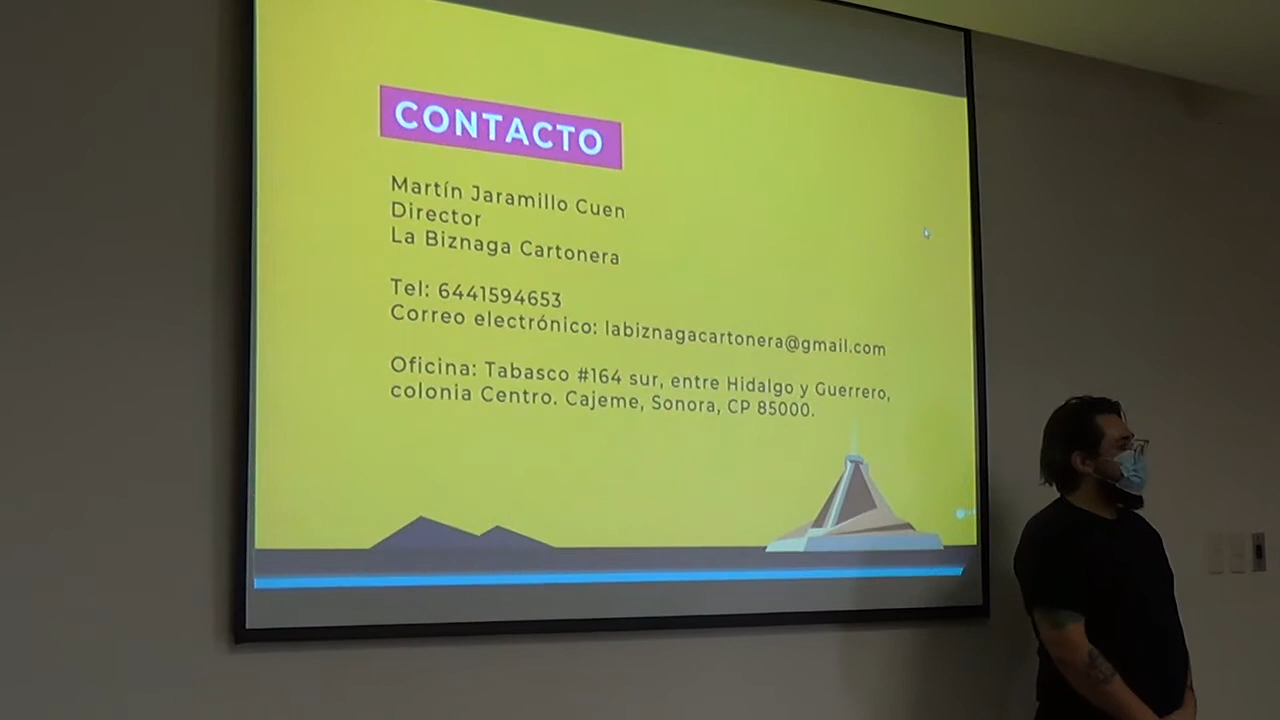 CONTACTO
Martín Jaramillo Cuen
Director
La Biznaga Cartonera
Tel: 6441594653
Correo electrónico: labiznagacartonera@gmail.com
Oficina: Tabasco #164 sur, entre Hidalgo y Guerrero,
colonia Centro. Cajeme, Sonora, CP 85000.